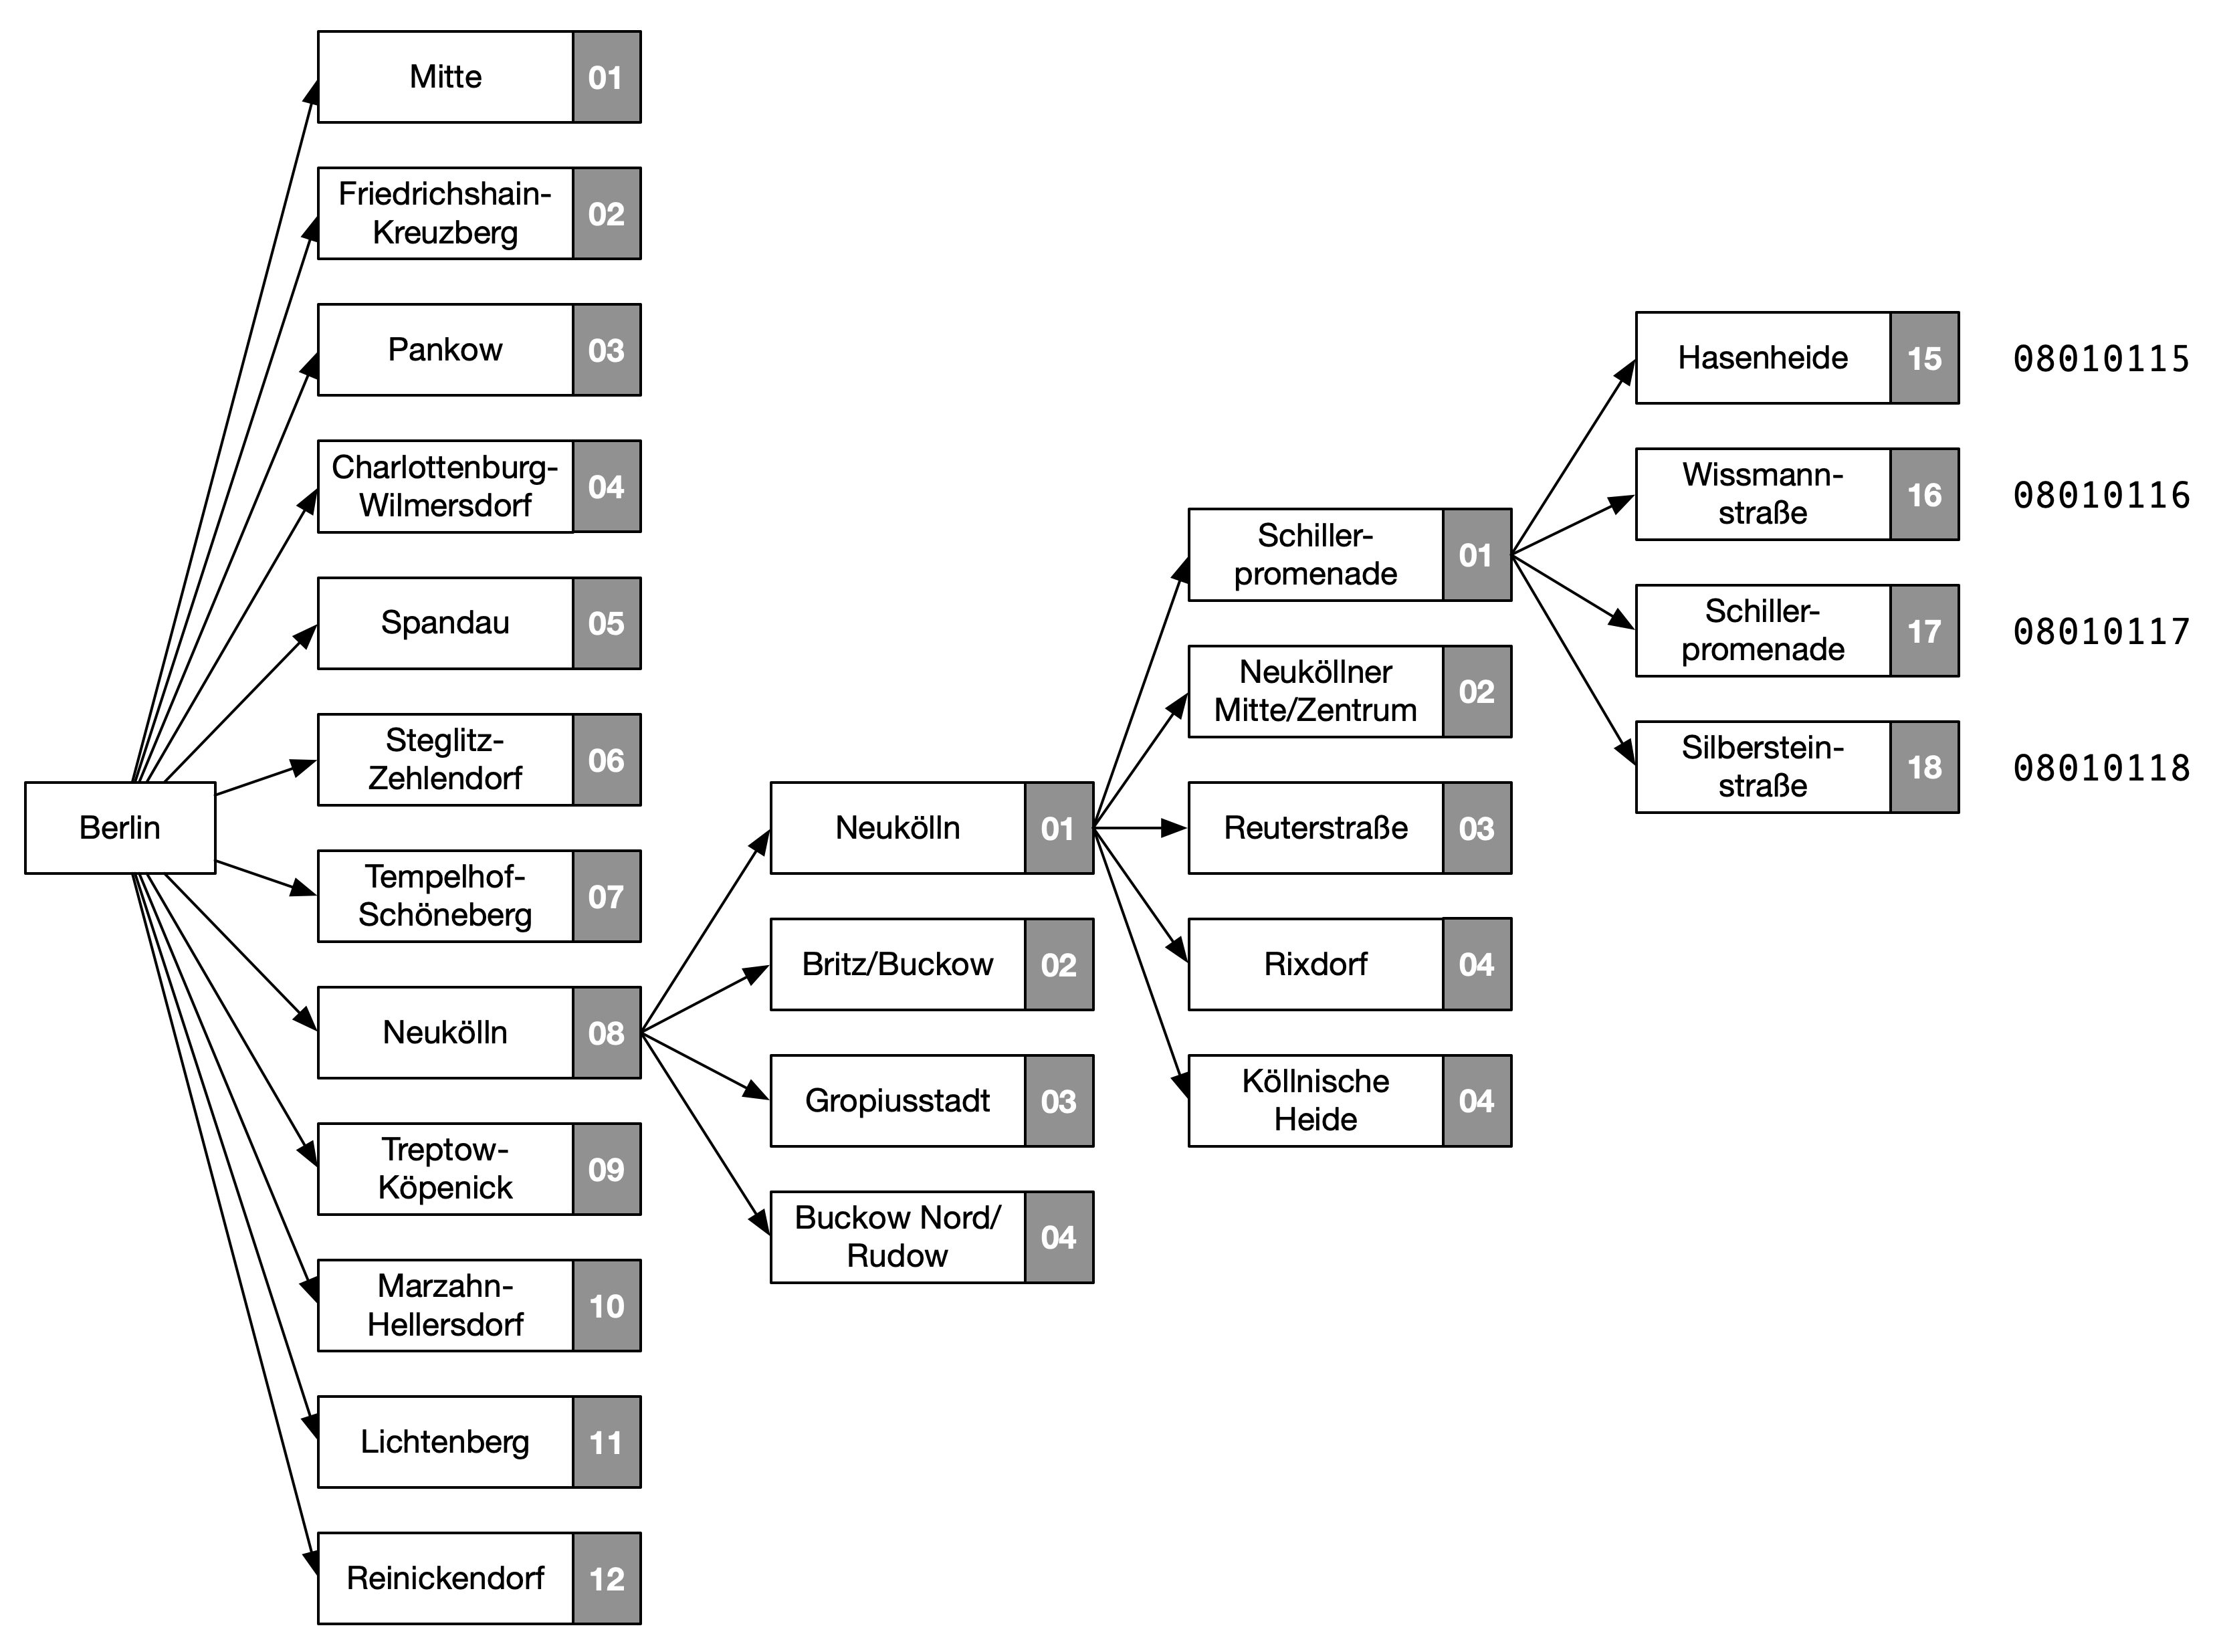 Berlin
Mitte
01
Friedrichshain-
Kreuzberg
02
Pankow
03
Charlottenburg-
Wilmersdorf
04
Spandau
05
Steglitz-
Zehlendorf
06
Tempelhof-
Schöneberg
07
Neukölln
08
Treptow-
Köpenick
09
Marzahn-
Hellersdorf
10
Lichtenberg
11
Reinickendorf
12
Neukölln
01
Britz/Buckow
02
Gropiusstadt
03
Buckow Nord/
Rudow
04
Schiller-
promenade
01
Neuköllner
Mitte/Zentrum
02
Reuterstraße
03
Rixdorf
04
Köllnische
Heide
04
Hasenheide
15
08010115
Wissmann-
straße
16
08010116
Schiller-
promenade
17
08010117
Silberstein-
straße
18
08010118